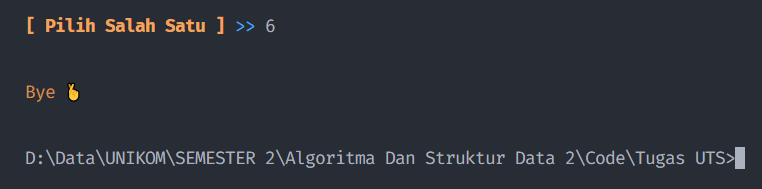 [ Pilih Salah Satu ] >> 6
Bye 🫰
D:\Data\UNIKOM\SEMESTER 2\Algoritma Dan Struktur Data 2\Code\Tugas UTS>